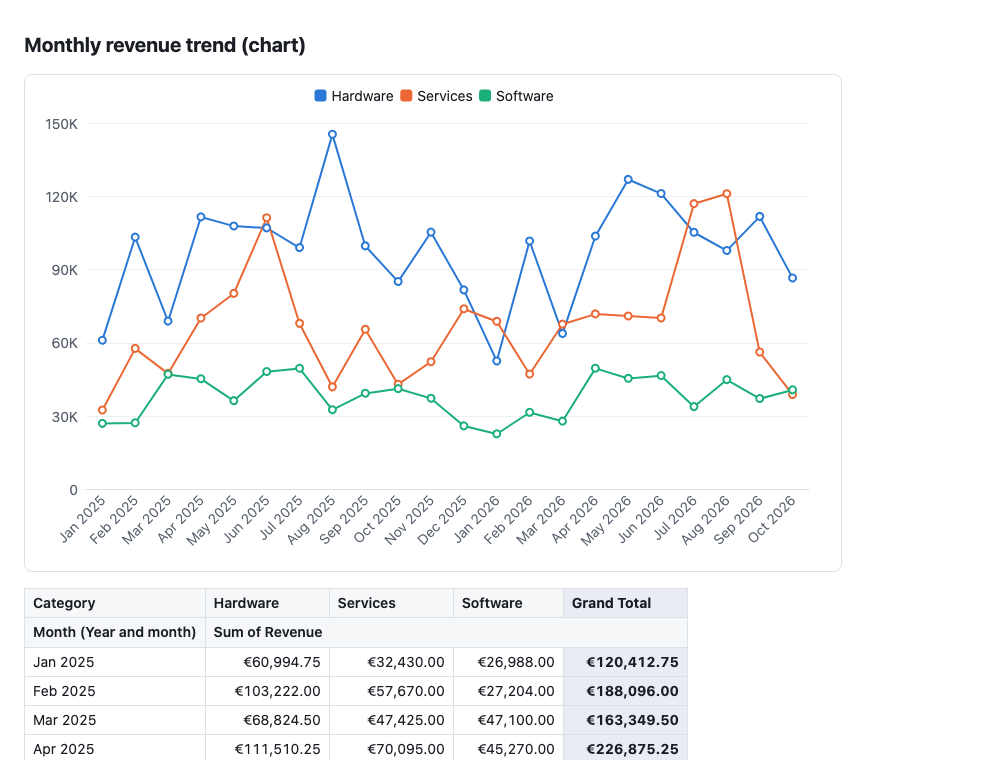 Monthly revenue trend (chart)
Hardware Services Software
150K
120K
90K
60K
30K
0
Jan 2025 Feb 2025 Mar 2025 Apr 2025 May 2025 Jun 2025 Jul 2025 Aug 2025 Sep 2025 Oct 2025 Nov 2025 Dec 2025 Jan 2026 Feb 2026 Mar 2026 Apr 2026 May 2026 Jun 2026 Jul 2026 Aug 2026 Sep 2026 Oct 2026
Category Hardware Services Software Grand Total
Month (Year and month) Sum of Revenue
Jan 2025 €60,994.75 €32,430.00 €26,988.00 €120,412.75
Feb 2025 €103,222.00 €57,670.00 €27,204.00 €188,096.00
Mar 2025 €68,824.50 €47,425.00 €47,100.00 €163,349.50
Apr 2025 €111,510.25 €70,095.00 €45,270.00 €226,875.25